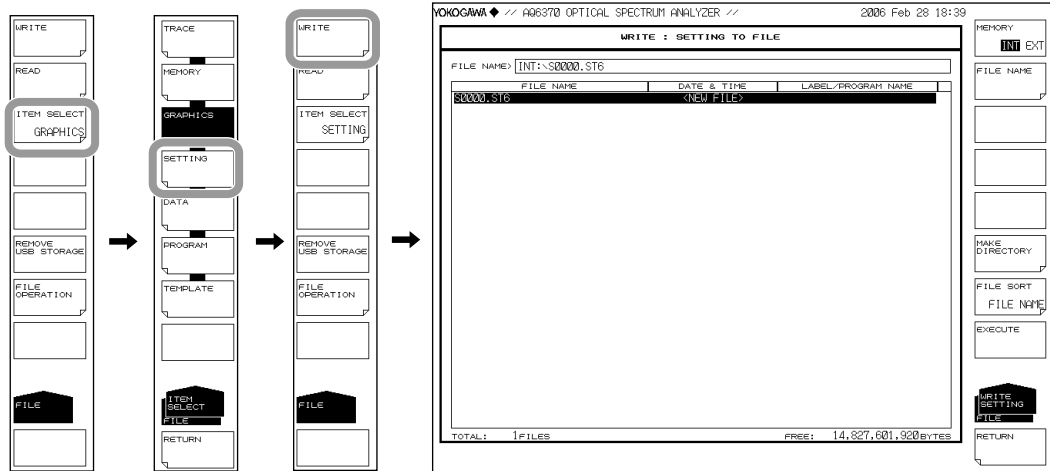 WRITE
READ
ITEM SELECT
GRAPHICS
REMOVE
USB STORAGE
FILE
OPERATION
FILE
TRACE
MEMORY
GRAPHICS
SETTING
DATA
PROGRAM
TEMPLATE
ITEM
SELECT
FILE
RETURN
WRITE
READ
ITEM SELECT
SETTING
REMOVE
USB STORAGE
FILE
OPERATION
FILE
YOKOGAWA ◆ // AQ6370 OPTICAL SPECTRUM ANALYZER // 2006 Feb 28 18:39
WRITE : SETTING TO FILE
FILE NAME> INT:\S0000.ST6
FILE NAME DATE & TIME LABEL/PROGRAM NAME
S0000.ST6 <NEW FILE>
TOTAL: 1FILES FREE: 14,827,601,920BYTES
MEMORY
INT EXT
FILE NAME
MAKE
DIRECTORY
FILE SORT
FILE NAME
EXECUTE
WRITE
SETTING
FILE
RETURN